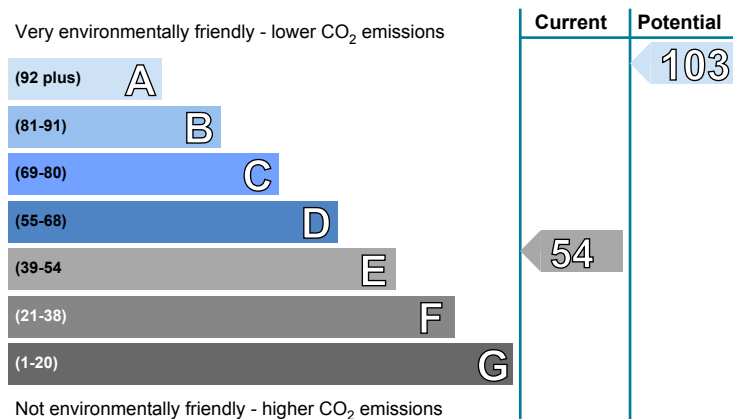 Current Potential
Very environmentally friendly - lower CO2 emissions
103
(92 plus) A
(81-91) B
(69-80) C
(55-68) D
54
(39-54 E
(21-38) F
(1-20) G
Not environmentally friendly - higher CO2 emissions